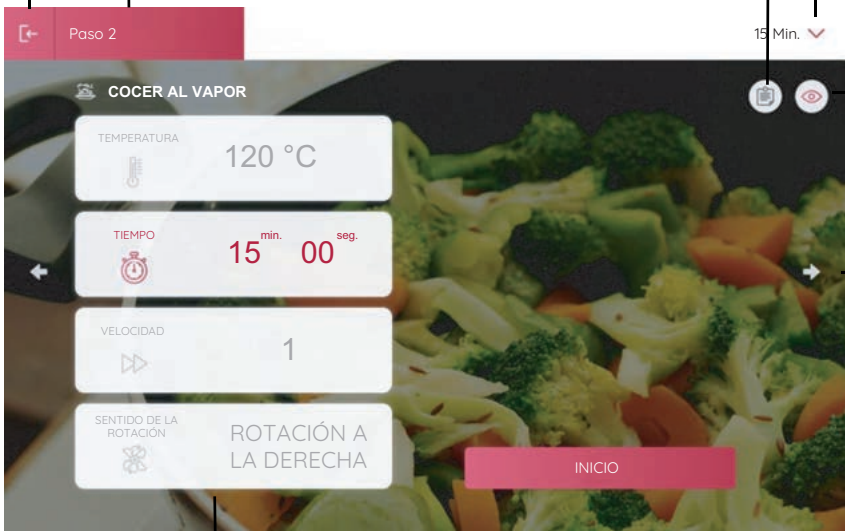 Paso 2
15 Min.
COCER AL VAPOR
TEMPERATURA
120 °C
TIEMPO
15 min. 00 seg.
VELOCIDAD
1
SENTIDO DE LA
ROTACIÓN
ROTACIÓN A
LA DERECHA
INICIO